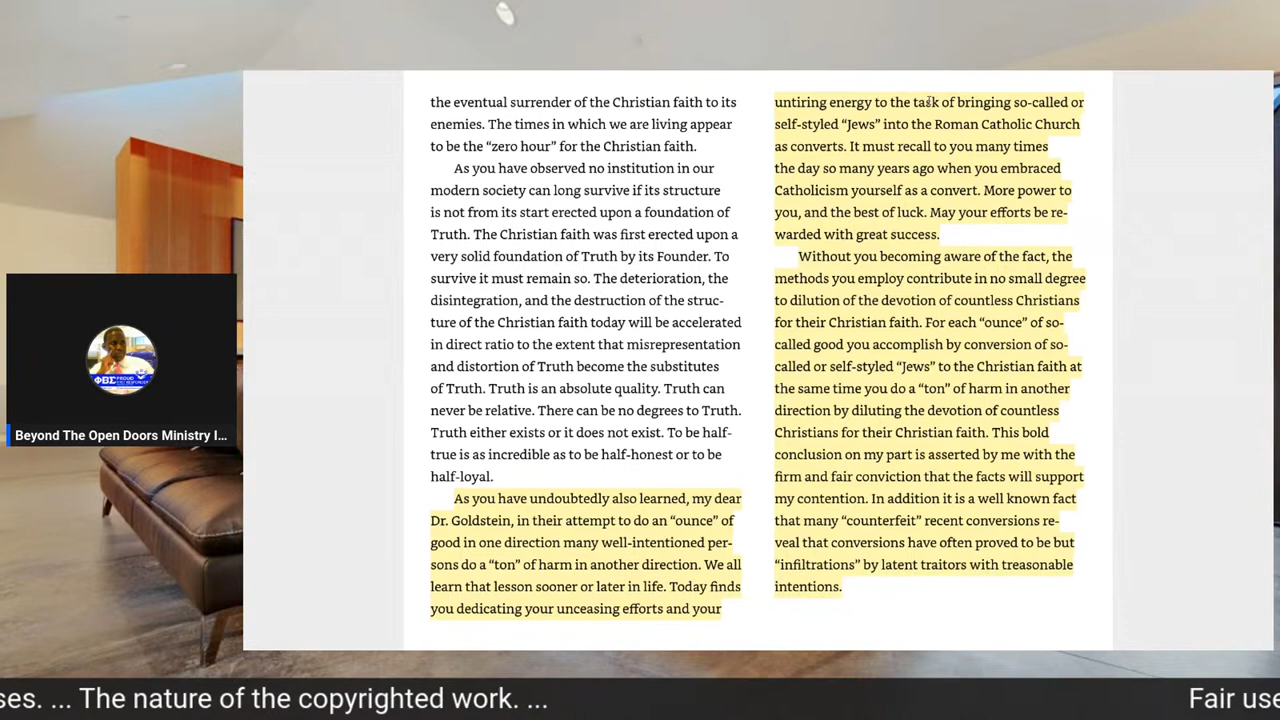 the eventual surrender of the Christian faith to its
enemies. The times in which we are living appear
to be the “zero hour” for the Christian faith.
As you have observed no institution in our
modern society can long survive if its structure
is not from its start erected upon a foundation of
Truth. The Christian faith was first erected upon a
very solid foundation of Truth by its Founder. To
survive it must remain so. The deterioration, the
disintegration, and the destruction of the struc-
ture of the Christian faith today will be accelerated
in direct ratio to the extent that misrepresentation
and distortion of Truth become the substitutes
of Truth. Truth is an absolute quality. Truth can
never be relative. There can be no degrees to Truth.
Truth either exists or it does not exist. To be half-
true is as incredible as to be half-honest or to be
half-loyal.
As you have undoubtedly also learned, my dear
Dr. Goldstein, in their attempt to do an “ounce” of
good in one direction many well-intentioned per-
sons do a “ton” of harm in another direction. We all
learn that lesson sooner or later in life. Today finds
you dedicating your unceasing efforts and your
untiring energy to the task of bringing so-called or
self-styled “Jews” into the Roman Catholic Church
as converts. It must recall to you many times
the day so many years ago when you embraced
Catholicism yourself as a convert. More power to
you, and the best of luck. May your efforts be re-
warded with great success.
Without you becoming aware of the fact, the
methods you employ contribute in no small degree
to dilution of the devotion of countless Christians
for their Christian faith. For each “ounce” of so-
called good you accomplish by conversion of so-
called or self-styled “Jews” to the Christian faith at
the same time you do a “ton” of harm in another
direction by diluting the devotion of countless
Christians for their Christian faith. This bold
conclusion on my part is asserted by me with the
firm and fair conviction that the facts will support
my contention. In addition it is a well known fact
that many “counterfeit” recent conversions re-
veal that conversions have often proved to be but
“infiltrations” by latent traitors with treasonable
intentions.
ΦΒΣ PROUD
Beyond The Open Doors Ministry I...
ses. ... The nature of the copyrighted work. ... Fair use